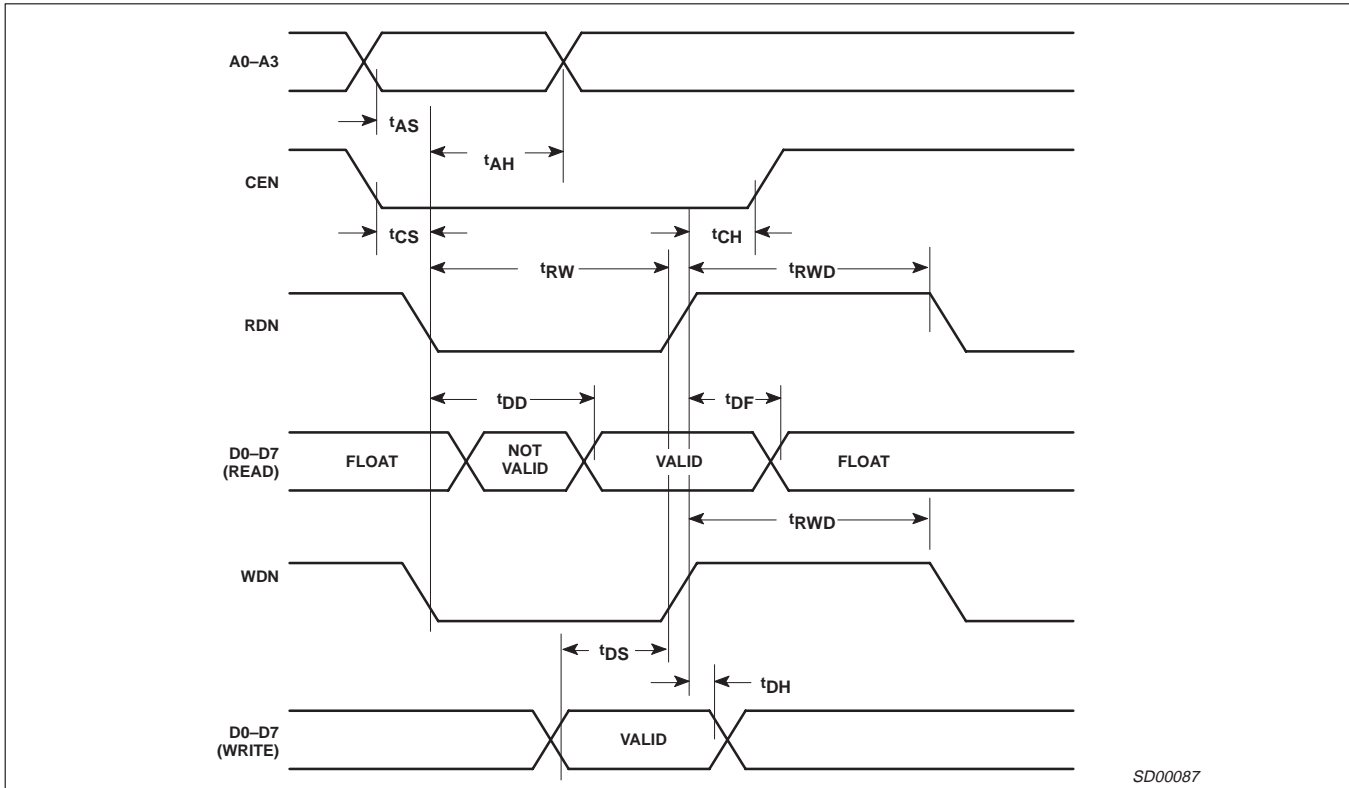 A0–A3
tAS
tAH
CEN
tCS
tCH
tRW
tRWD
RDN
tDD
tDF
D0–D7
(READ)
FLOAT
NOT
VALID
VALID
FLOAT
tRWD
WDN
tDS
tDH
D0–D7
(WRITE)
VALID
SD00087